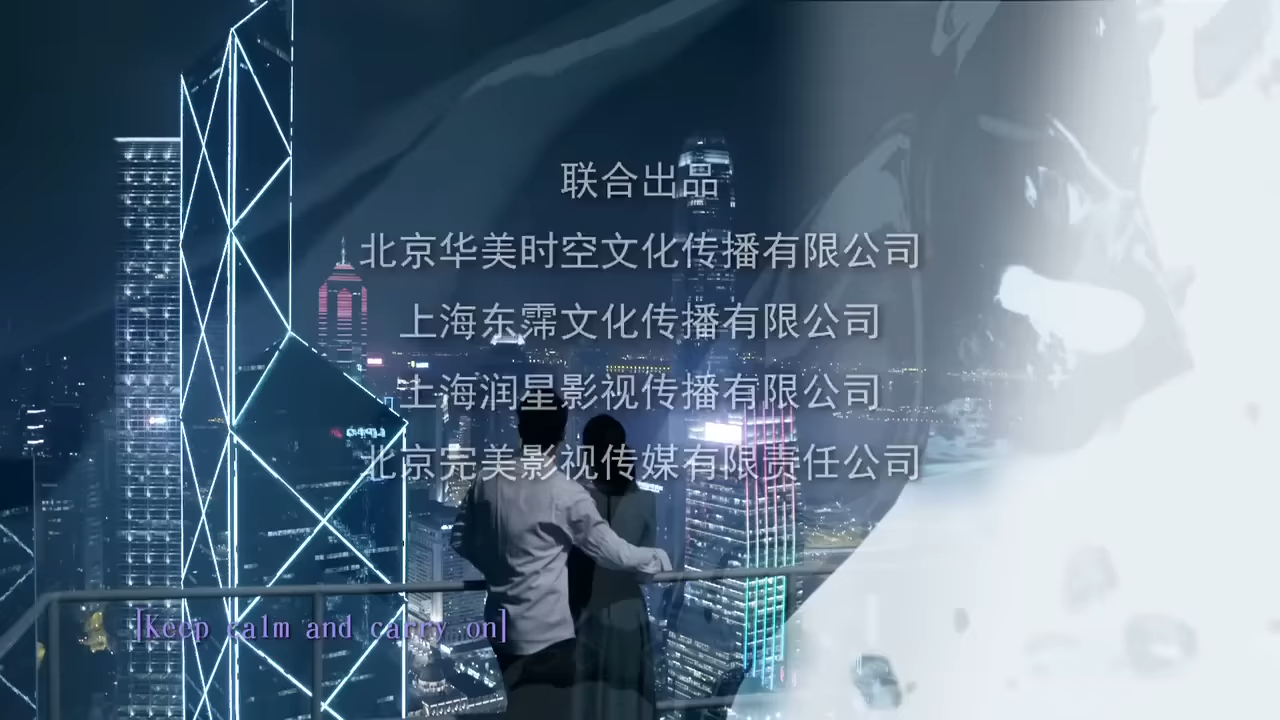 联合出品
北京华美时空文化传播有限公司
上海东霈文化传播有限公司
上海润星影视传播有限公司
北京完美影视传媒有限责任公司
[Keep calm and carry on]